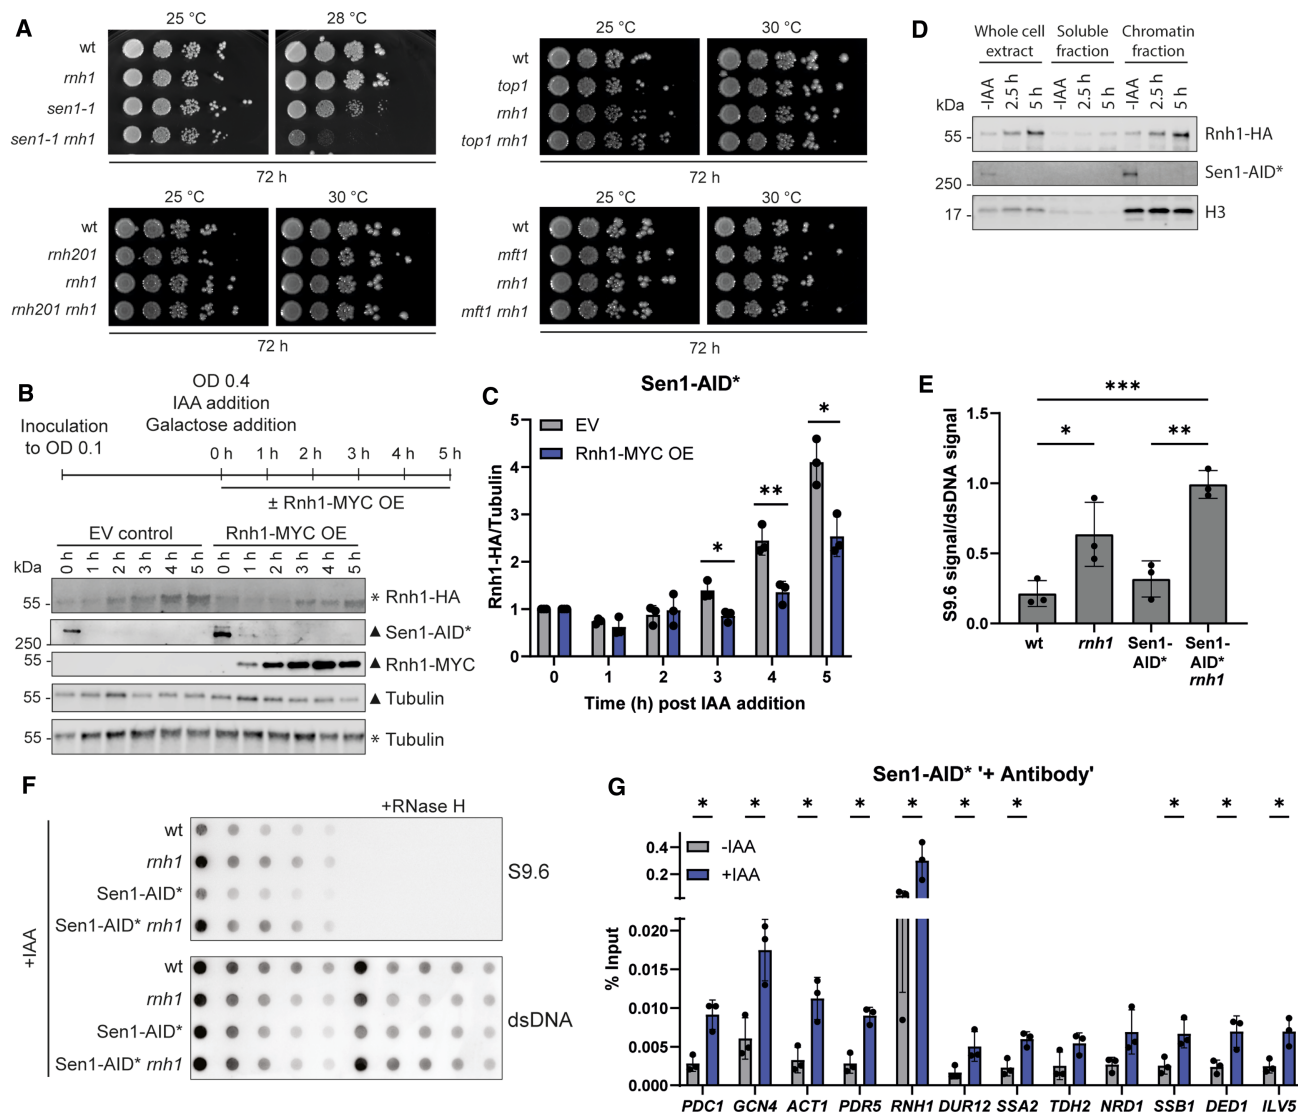 A
25 °C
28 °C
wt
rnh1
sen1-1
sen1-1 rnh1
72 h
25 °C
30 °C
wt
top1
rnh1
top1 rnh1
72 h
25 °C
30 °C
wt
rnh201
rnh1
rnh201 rnh1
72 h
25 °C
30 °C
wt
mft1
rnh1
mft1 rnh1
72 h
D
Whole cell extract
Soluble fraction
Chromatin fraction
kDa
-IAA 2.5 h 5 h -IAA 2.5 h 5 h -IAA 2.5 h 5 h
55 - Rnh1-HA
250 - Sen1-AID*
17 - H3
B
OD 0.4
IAA addition
Galactose addition
Inoculation
to OD 0.1
0 h 1 h 2 h 3 h 4 h 5 h
± Rnh1-MYC OE
EV control Rnh1-MYC OE
kDa
0 h 1 h 2 h 3 h 4 h 5 h 0 h 1 h 2 h 3 h 4 h 5 h
55 - * Rnh1-HA
250 - ▲ Sen1-AID*
55 - ▲ Rnh1-MYC
55 - ▲ Tubulin
55 - * Tubulin
C
Sen1-AID*
EV
Rnh1-MYC OE
* ** *
Rnh1-HA/Tubulin
5
4
3
2
1
0
0 1 2 3 4 5
Time (h) post IAA addition
E
***
* **
S9.6 signal/dsDNA signal
1.5
1.0
0.5
0.0
wt
rnh1
Sen1-AID*
Sen1-AID* rnh1
F
+RNase H
+IAA
wt
rnh1
Sen1-AID*
Sen1-AID* rnh1
S9.6
wt
rnh1
Sen1-AID*
Sen1-AID* rnh1
dsDNA
G
Sen1-AID* '+ Antibody'
* * * * * * * * * *
-IAA
+IAA
% Input
0.4
0.2
0.020
0.015
0.010
0.005
0.000
PDC1 GCN4 ACT1 PDR5 RNH1 DUR12 SSA2 TDH2 NRD1 SSB1 DED1 ILV5